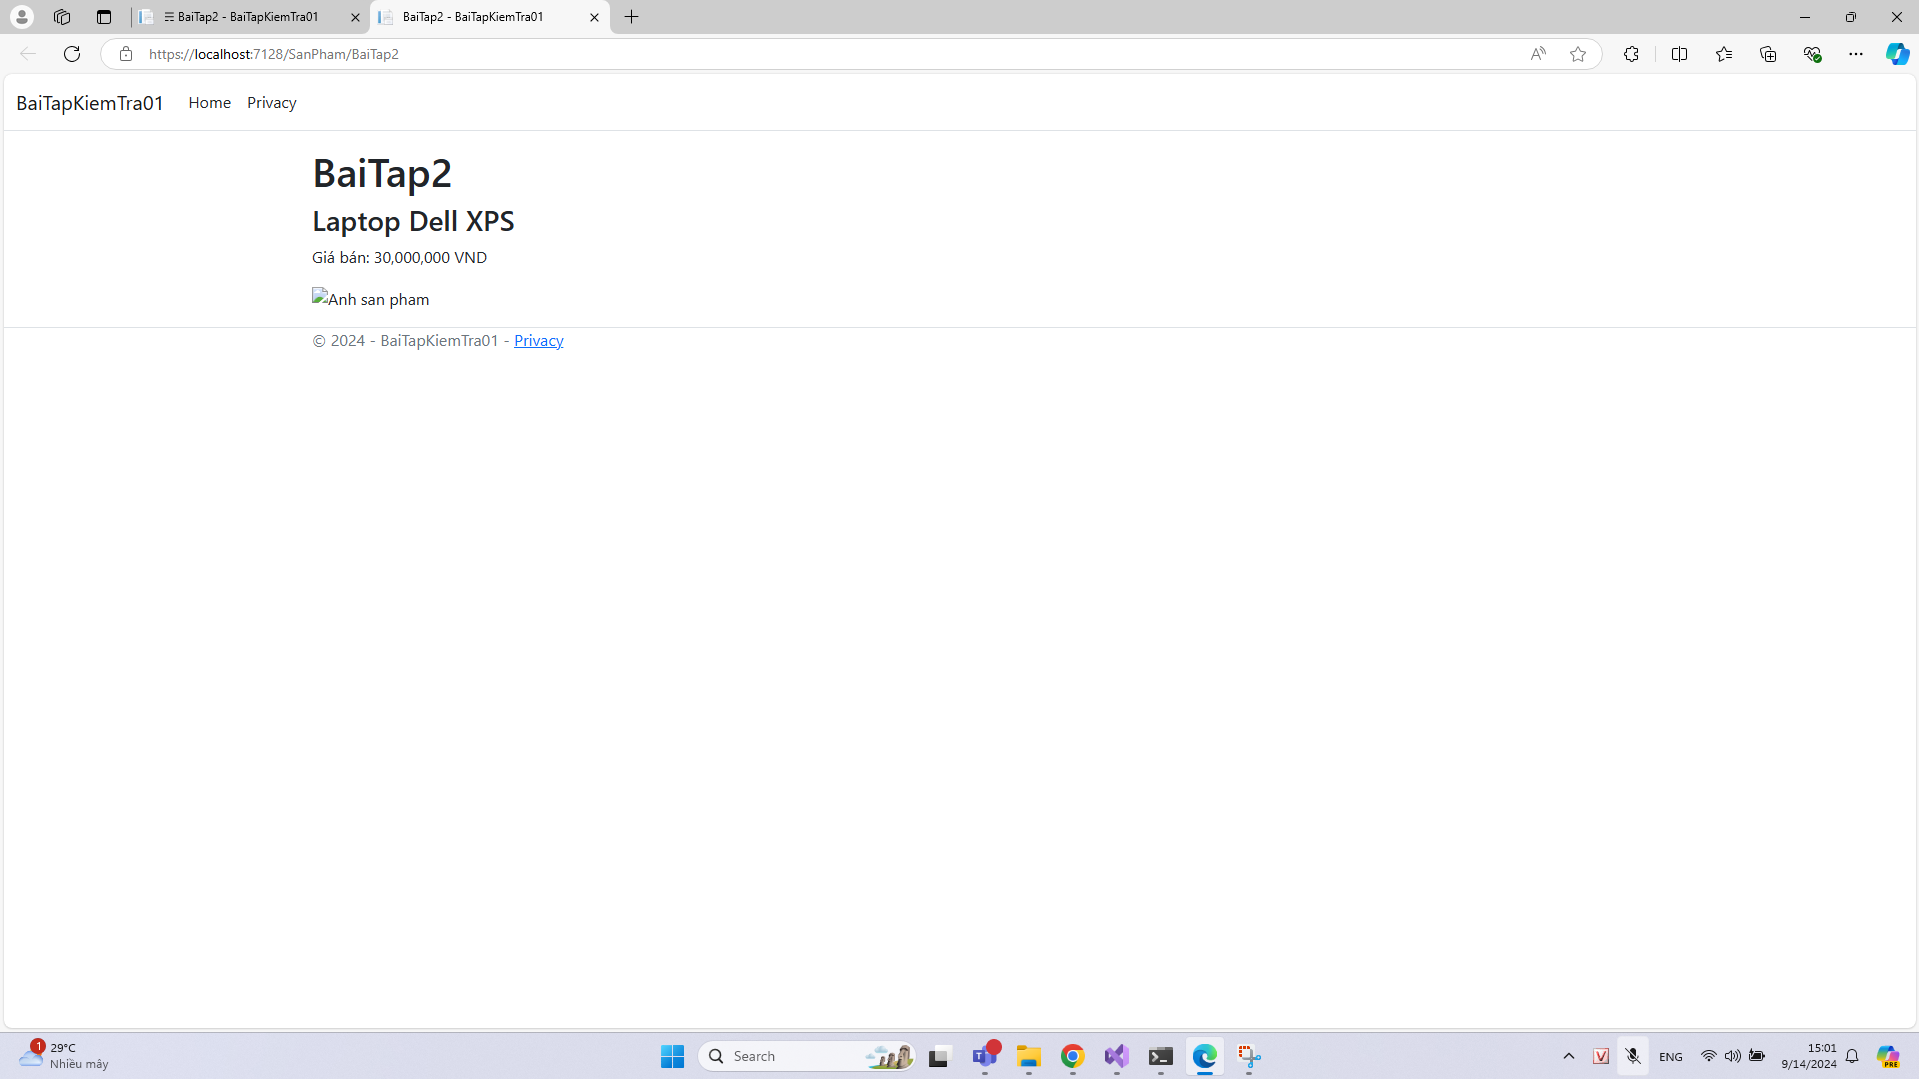 ☴ BaiTap2 - BaiTapKiemTra01
BaiTap2 - BaiTapKiemTra01
https://localhost:7128/SanPham/BaiTap2
BaiTapKiemTra01
Home
Privacy
BaiTap2
Laptop Dell XPS
Giá bán: 30,000,000 VND
Anh san pham
© 2024 - BaiTapKiemTra01 - Privacy
1
29°C
Nhiều mây
Search
ENG
15:01
9/14/2024
PRE